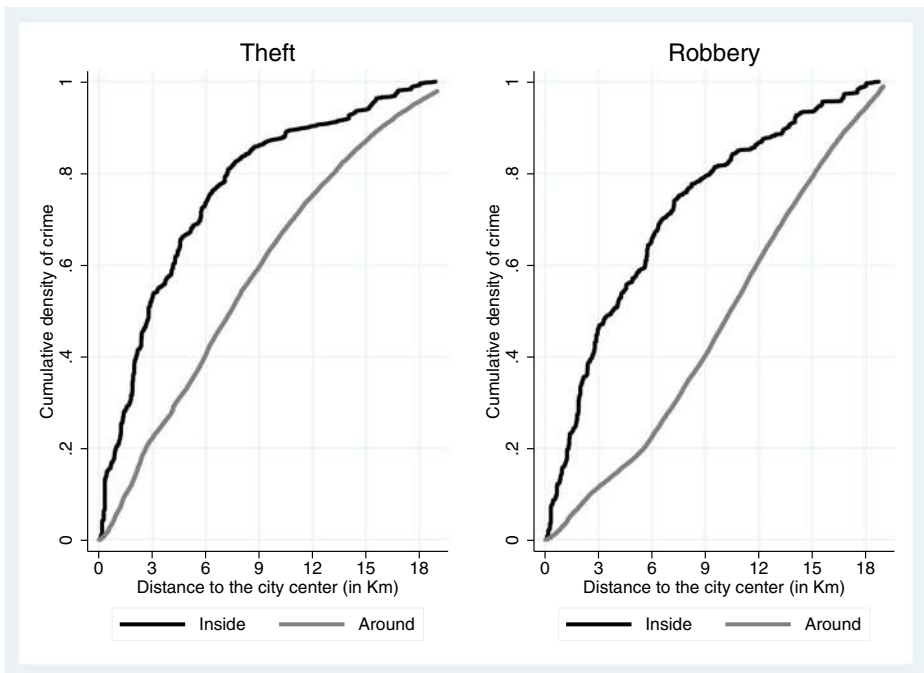 Theft
Cumulative density of crime
1
.8
.6
.4
.2
0
0 3 6 9 12 15 18
Distance to the city center (in Km)
Inside Around
Robbery
Cumulative density of crime
1
.8
.6
.4
.2
0
0 3 6 9 12 15 18
Distance to the city center (in Km)
Inside Around